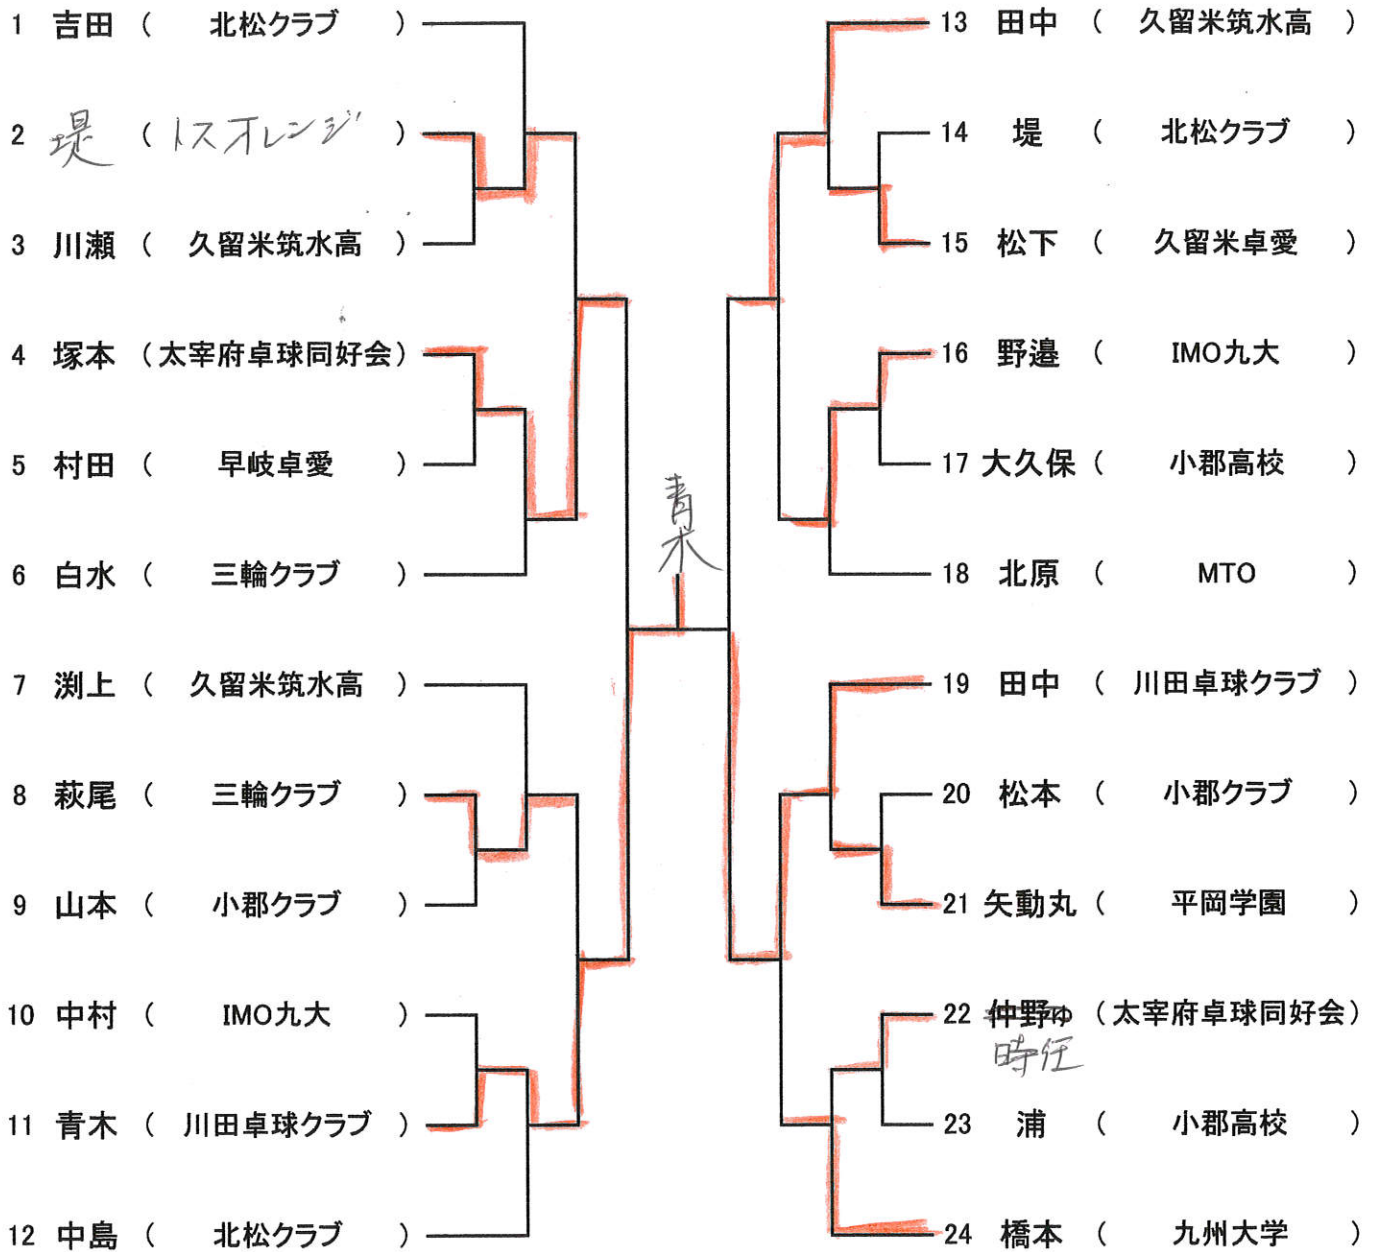 1 吉田 （ 北松クラブ ）
2 堤 （ トスオレンジ ）
3 川瀬 （ 久留米筑水高 ）
4 塚本 （ 太宰府卓球同好会 ）
5 村田 （ 早岐卓愛 ）
6 白水 （ 三輪クラブ ）
7 渕上 （ 久留米筑水高 ）
8 萩尾 （ 三輪クラブ ）
9 山本 （ 小郡クラブ ）
10 中村 （ IMO九大 ）
11 青木 （ 川田卓球クラブ ）
12 中島 （ 北松クラブ ）
青木
13 田中 （ 久留米筑水高 ）
14 堤 （ 北松クラブ ）
15 松下 （ 久留米卓愛 ）
16 野邉 （ IMO九大 ）
17 大久保 （ 小郡高校 ）
18 北原 （ MTO ）
19 田中 （ 川田卓球クラブ ）
20 松本 （ 小郡クラブ ）
21 矢動丸 （ 平岡学園 ）
22 仲野ゆ （ 太宰府卓球同好会 ）
時任
23 浦 （ 小郡高校 ）
24 橋本 （ 九州大学 ）